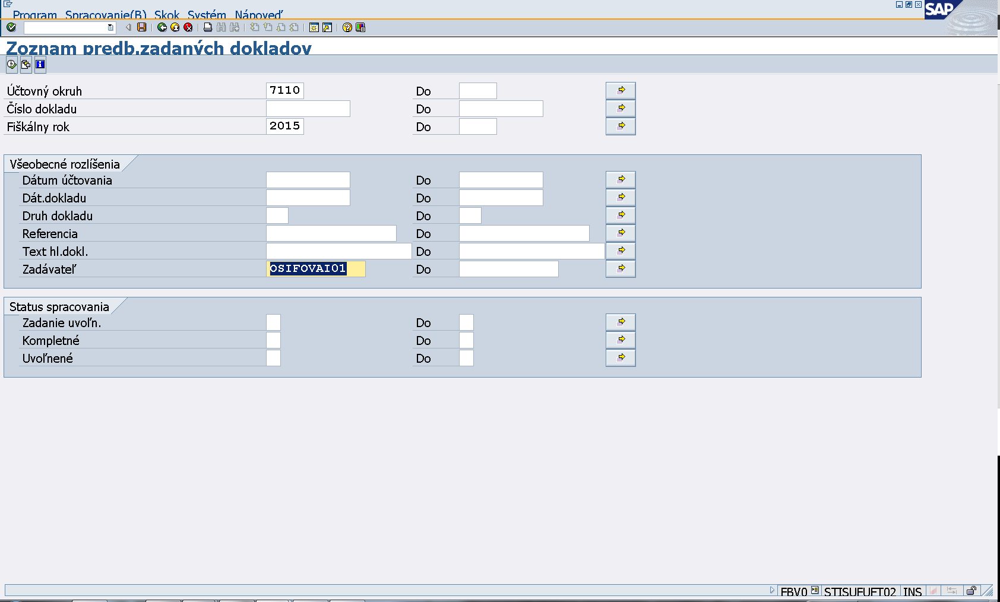 Program Spracovanie(B) Skok Systém Nápoveď
SAP
Zoznam predb.zadaných dokladov
Účtovný okruh 7110 Do
Číslo dokladu Do
Fiškálny rok 2015 Do
Všeobecné rozlíšenia
Dátum účtovania Do
Dát.dokladu Do
Druh dokladu Do
Referencia Do
Text hl.dokl. Do
Zadávateľ OSIFOVAI01 Do
Status spracovania
Zadanie uvoľn. Do
Kompletné Do
Uvoľnené Do
FBV0 STISUFUFT02 INS